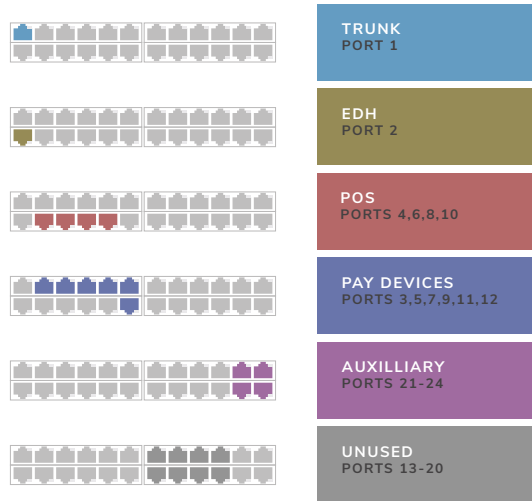 TRUNK
PORT 1
EDH
PORT 2
POS
PORTS 4,6,8,10
PAY DEVICES
PORTS 3,5,7,9,11,12
AUXILLIARY
PORTS 21-24
UNUSED
PORTS 13-20